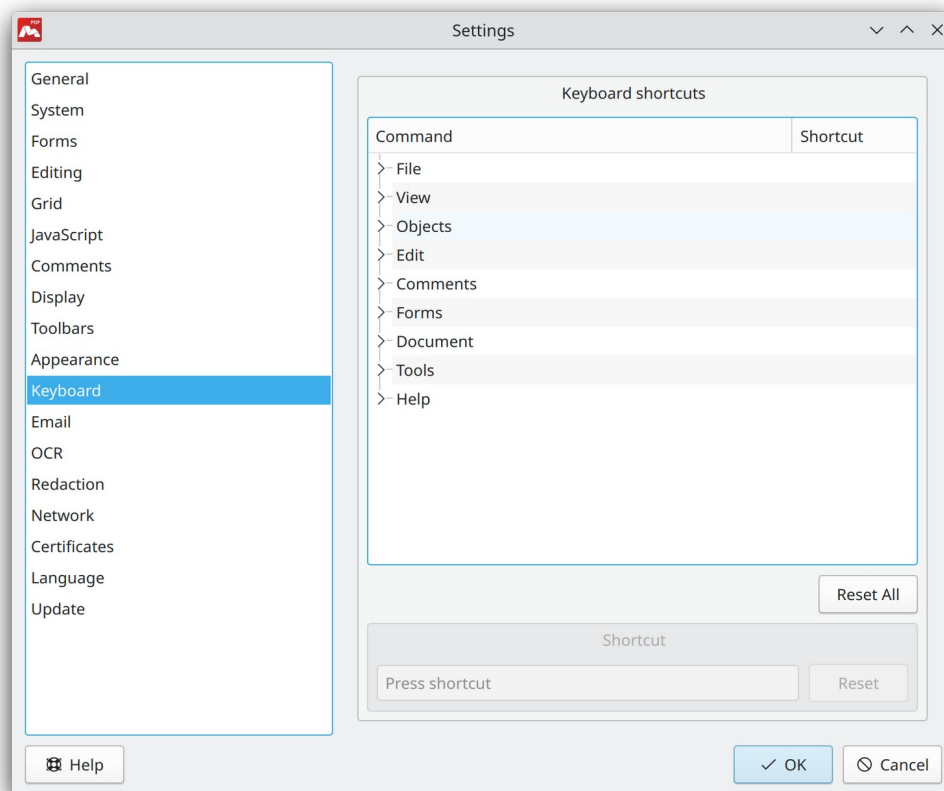 PDF
Settings
General
System
Forms
Editing
Grid
JavaScript
Comments
Display
Toolbars
Appearance
Keyboard
Email
OCR
Redaction
Network
Certificates
Language
Update
Keyboard shortcuts
Command Shortcut
File
View
Objects
Edit
Comments
Forms
Document
Tools
Help
Reset All
Shortcut
Press shortcut Reset
Help OK Cancel